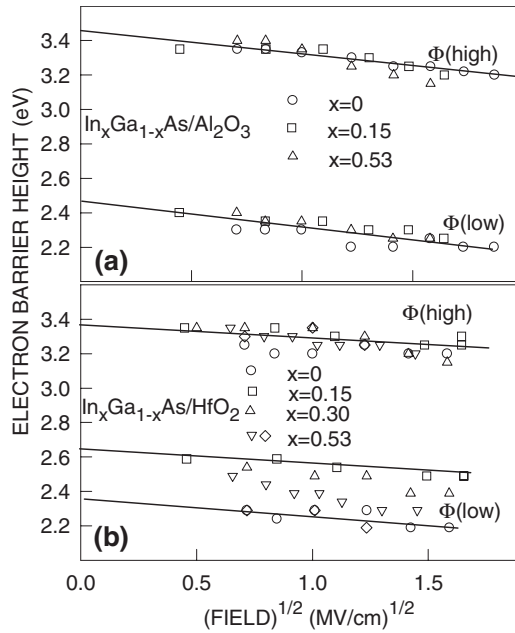 (a)
3.4
3.2
3.0
2.8
2.6
2.4
2.2
Φ(high)
x=0
x=0.15
x=0.53
InxGa1-xAs/Al2O3
Φ(low)
ELECTRON BARRIER HEIGHT (eV)
(b)
3.4
3.2
3.0
2.8
2.6
2.4
2.2
2.0
Φ(high)
x=0
x=0.15
x=0.30
x=0.53
InxGa1-xAs/HfO2
Φ(low)
0.0
0.5
1.0
1.5
(FIELD)1/2 (MV/cm)1/2